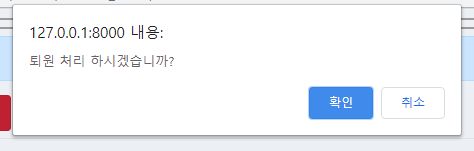 127.0.0.1:8000 내용:
퇴원 처리 하시겠습니까?
확인 취소